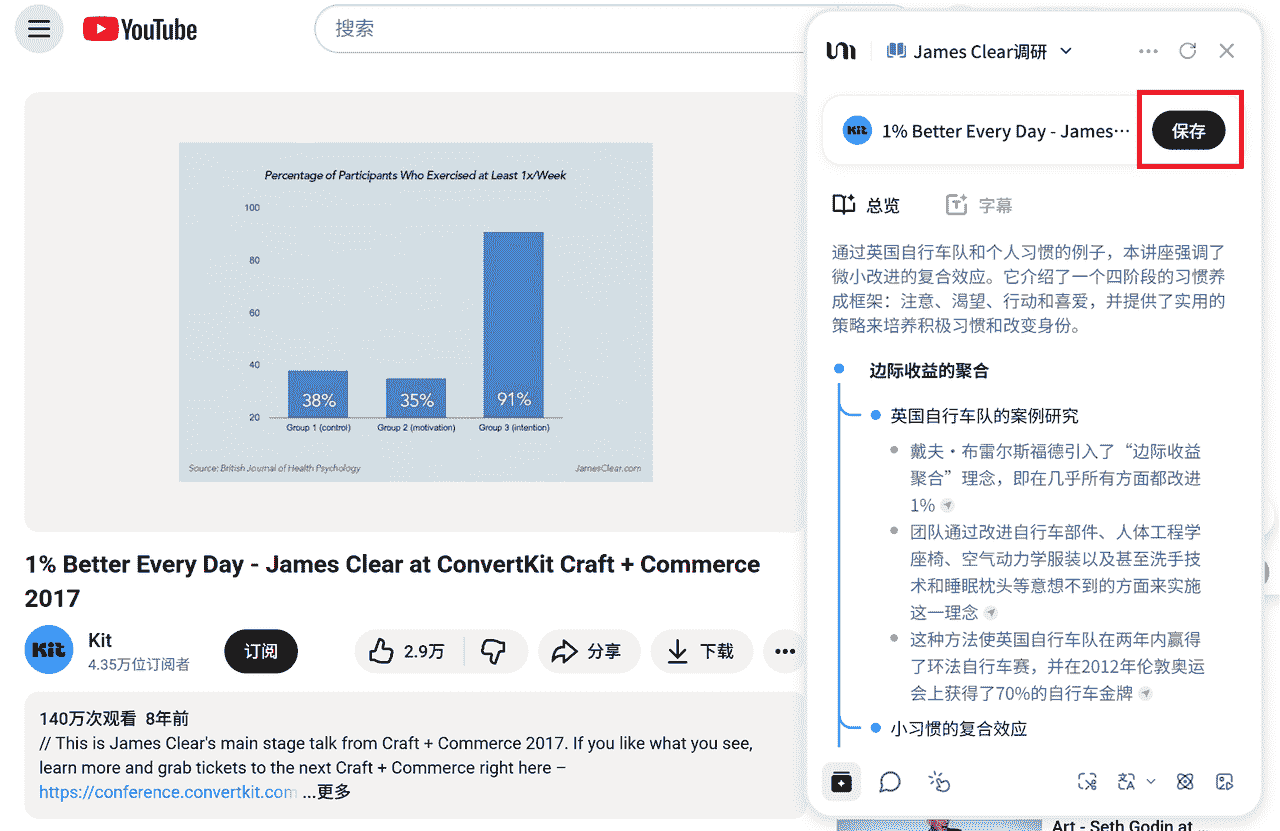 YouTube
搜索
Percentage of Participants Who Exercised at Least 1x/Week
100
80
60
40
20
38%
35%
91%
Group 1 (control)
Group 2 (motivation)
Group 3 (intention)
Source: British Journal of Health Psychology
JamesClear.com
1% Better Every Day - James Clear at ConvertKit Craft + Commerce
2017
Kit
Kit
4.35万位订阅者
订阅
2.9万
分享
下载
140万次观看 8年前
// This is James Clear's main stage talk from Craft + Commerce 2017. If you like what you see,
learn more and grab tickets to the next Craft + Commerce right here –
https://conference.convertkit.com ...更多
James Clear调研
Kit
1% Better Every Day - James···
保存
总览
字幕
通过英国自行车队和个人习惯的例子，本讲座强调了
微小改进的复合效应。它介绍了一个四阶段的习惯养
成框架：注意、渴望、行动和喜爱，并提供了实用的
策略来培养积极习惯和改变身份。
边际收益的聚合
英国自行车队的案例研究
戴夫·布雷尔斯福德引入了“边际收益
聚合”理念，即在几乎所有方面都改进
1%
团队通过改进自行车部件、人体工程学
座椅、空气动力学服装以及甚至洗手技
术和睡眠枕头等意想不到的方面来实施
这一理念
这种方法使英国自行车队在两年内赢得
了环法自行车赛，并在2012年伦敦奥运
会上获得了70%的自行车金牌
小习惯的复合效应
Art - Seth Godin at